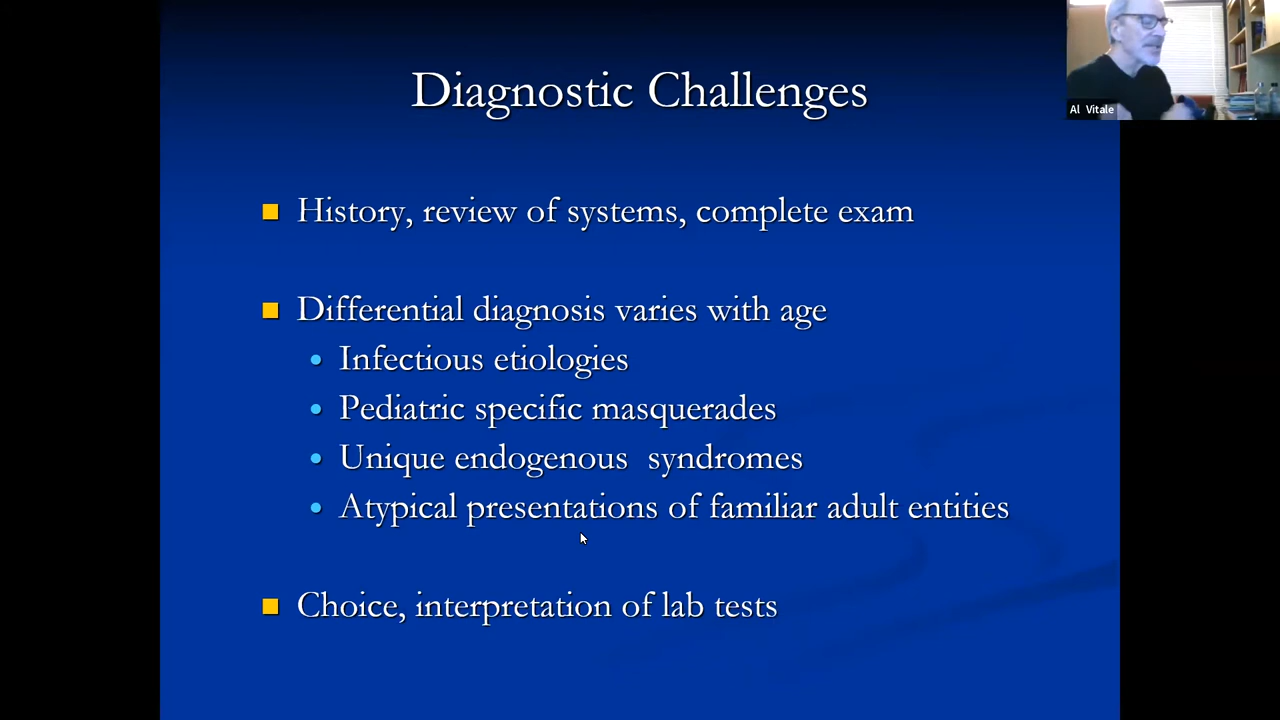 Diagnostic Challenges
Al Vitale
History, review of systems, complete exam
Differential diagnosis varies with age
Infectious etiologies
Pediatric specific masquerades
Unique endogenous  syndromes
Atypical presentations of familiar adult entities
Choice, interpretation of lab tests